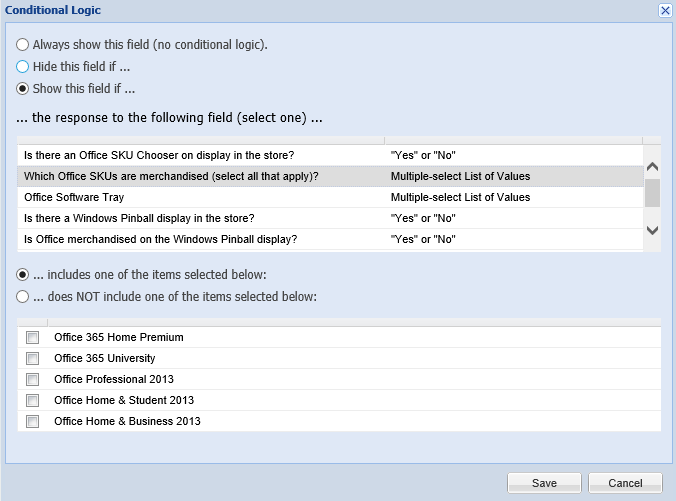 Conditional Logic
Always show this field (no conditional logic).
Hide this field if ...
Show this field if ...
... the response to the following field (select one) ...
Is there an Office SKU Chooser on display in the store? "Yes" or "No"
Which Office SKUs are merchandised (select all that apply)? Multiple-select List of Values
Office Software Tray Multiple-select List of Values
Is there a Windows Pinball display in the store? "Yes" or "No"
Is Office merchandised on the Windows Pinball display? "Yes" or "No"
... includes one of the items selected below:
... does NOT include one of the items selected below:
Office 365 Home Premium
Office 365 University
Office Professional 2013
Office Home & Student 2013
Office Home & Business 2013
Save Cancel